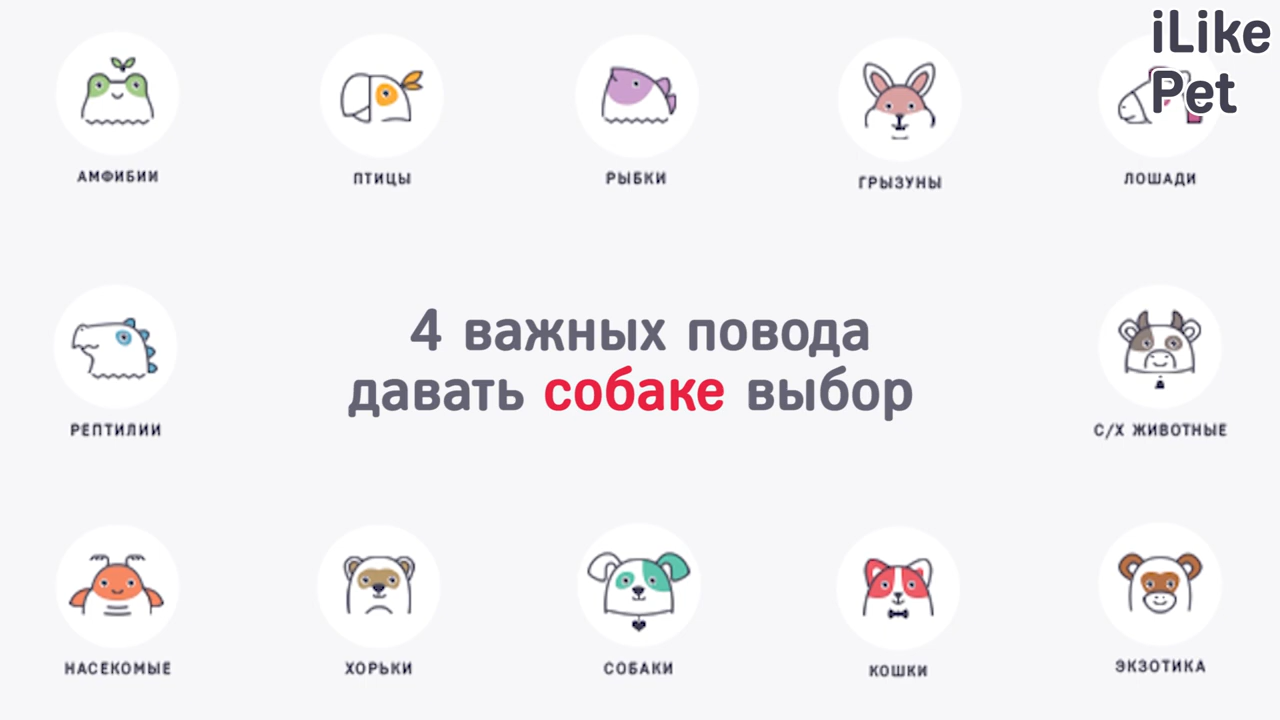 iLike
Pet
АМФИБИИ
ПТИЦЫ
РЫБКИ
ГРЫЗУНЫ
ЛОШАДИ
4 важных повода
давать собаке выбор
РЕПТИЛИИ
С/Х ЖИВОТНЫЕ
НАСЕКОМЫЕ
ХОРЬКИ
СОБАКИ
КОШКИ
ЭКЗОТИКА